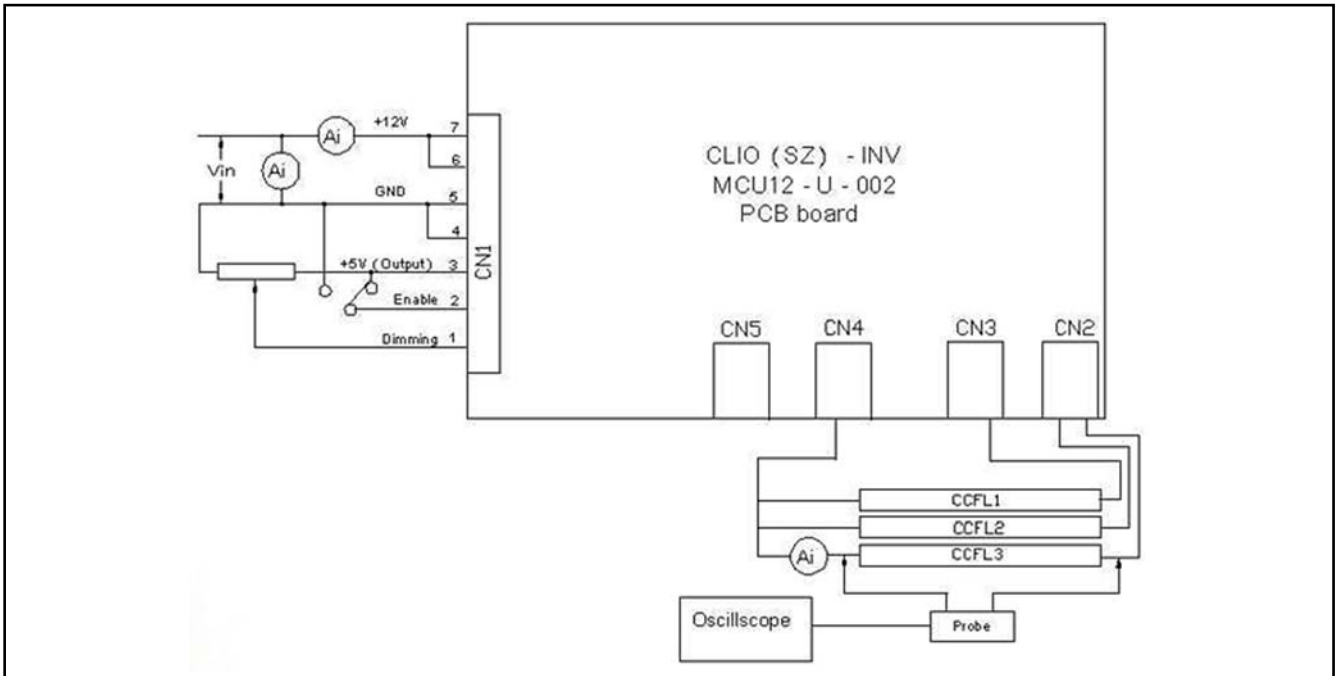 +12V
7
Ai
6
Vin
Ai
GND
5
4
+5V (Output)
3
Enable
2
Dimming
1
CN1
CLIO (SZ) - INV
MCU12 - U - 002
PCB board
CN5
CN4
CN3
CN2
CCFL1
CCFL2
Ai
CCFL3
Oscillscope
Probe